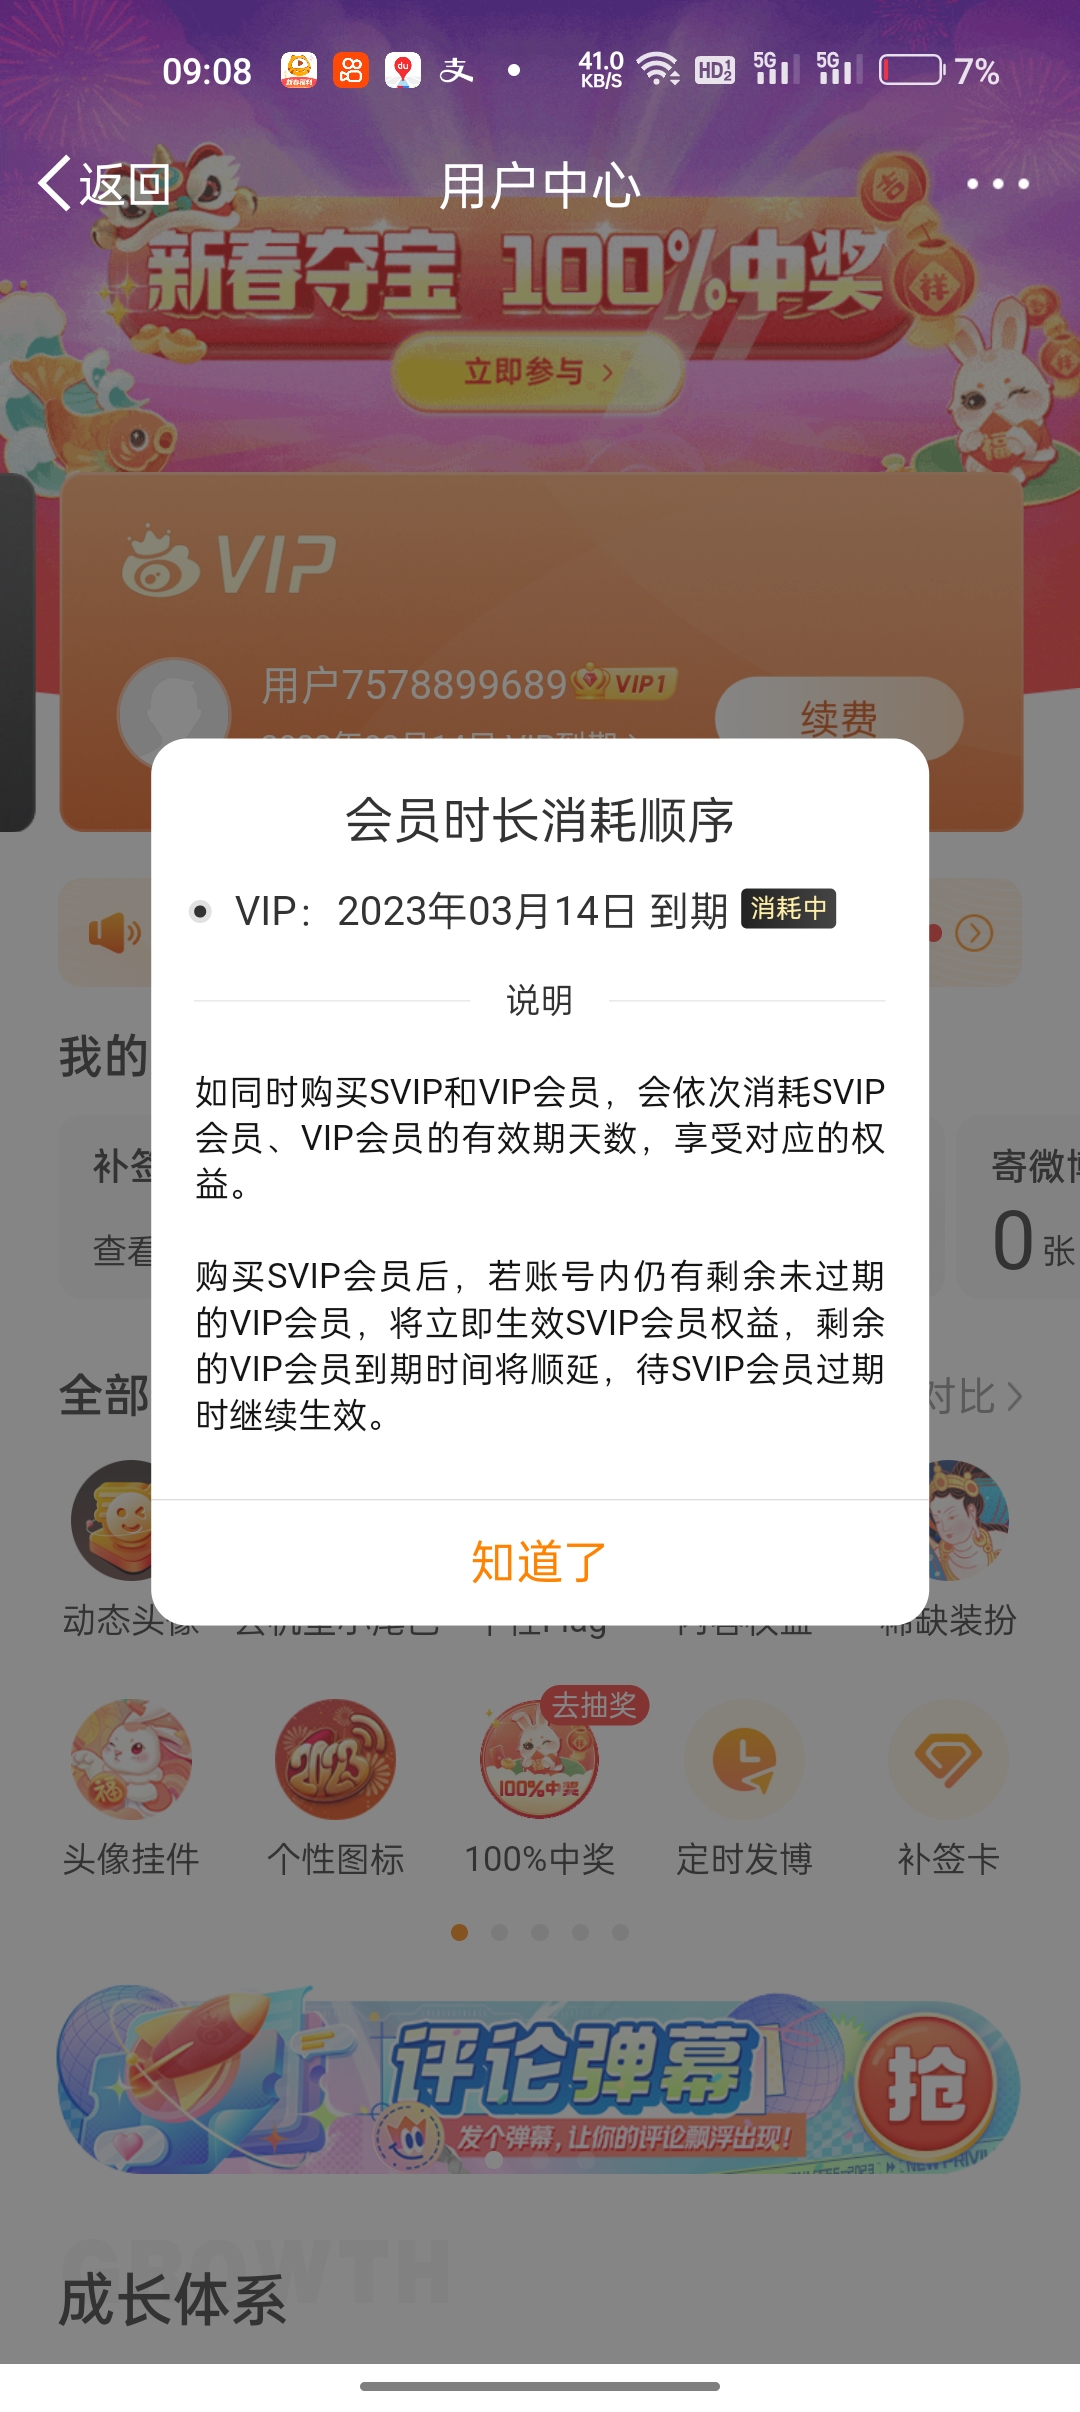 09:08
41.0
KB/S
HD
5G
5G
7%
返回
用户中心
新春夺宝 100%中奖
立即参与
VIP
用户7578899689
VIP1
续费
会员时长消耗顺序
VIP： 2023年03月14日 到期 消耗中
说明
如同时购买SVIP和VIP会员，会依次消耗SVIP
会员、VIP会员的有效期天数，享受对应的权
益。
购买SVIP会员后，若账号内仍有剩余未过期
的VIP会员，将立即生效SVIP会员权益，剩余
的VIP会员到期时间将顺延，待SVIP会员过期
时继续生效。
知道了
我的
补签
寄微博
查看
0张
全部
对比
动态头像
稀缺装扮
福
2023
去抽奖
100%中奖
头像挂件
个性图标
100%中奖
定时发博
补签卡
评论弹幕
发个弹幕，让你的评论飘浮出现！
抢
GROWTH
成长体系